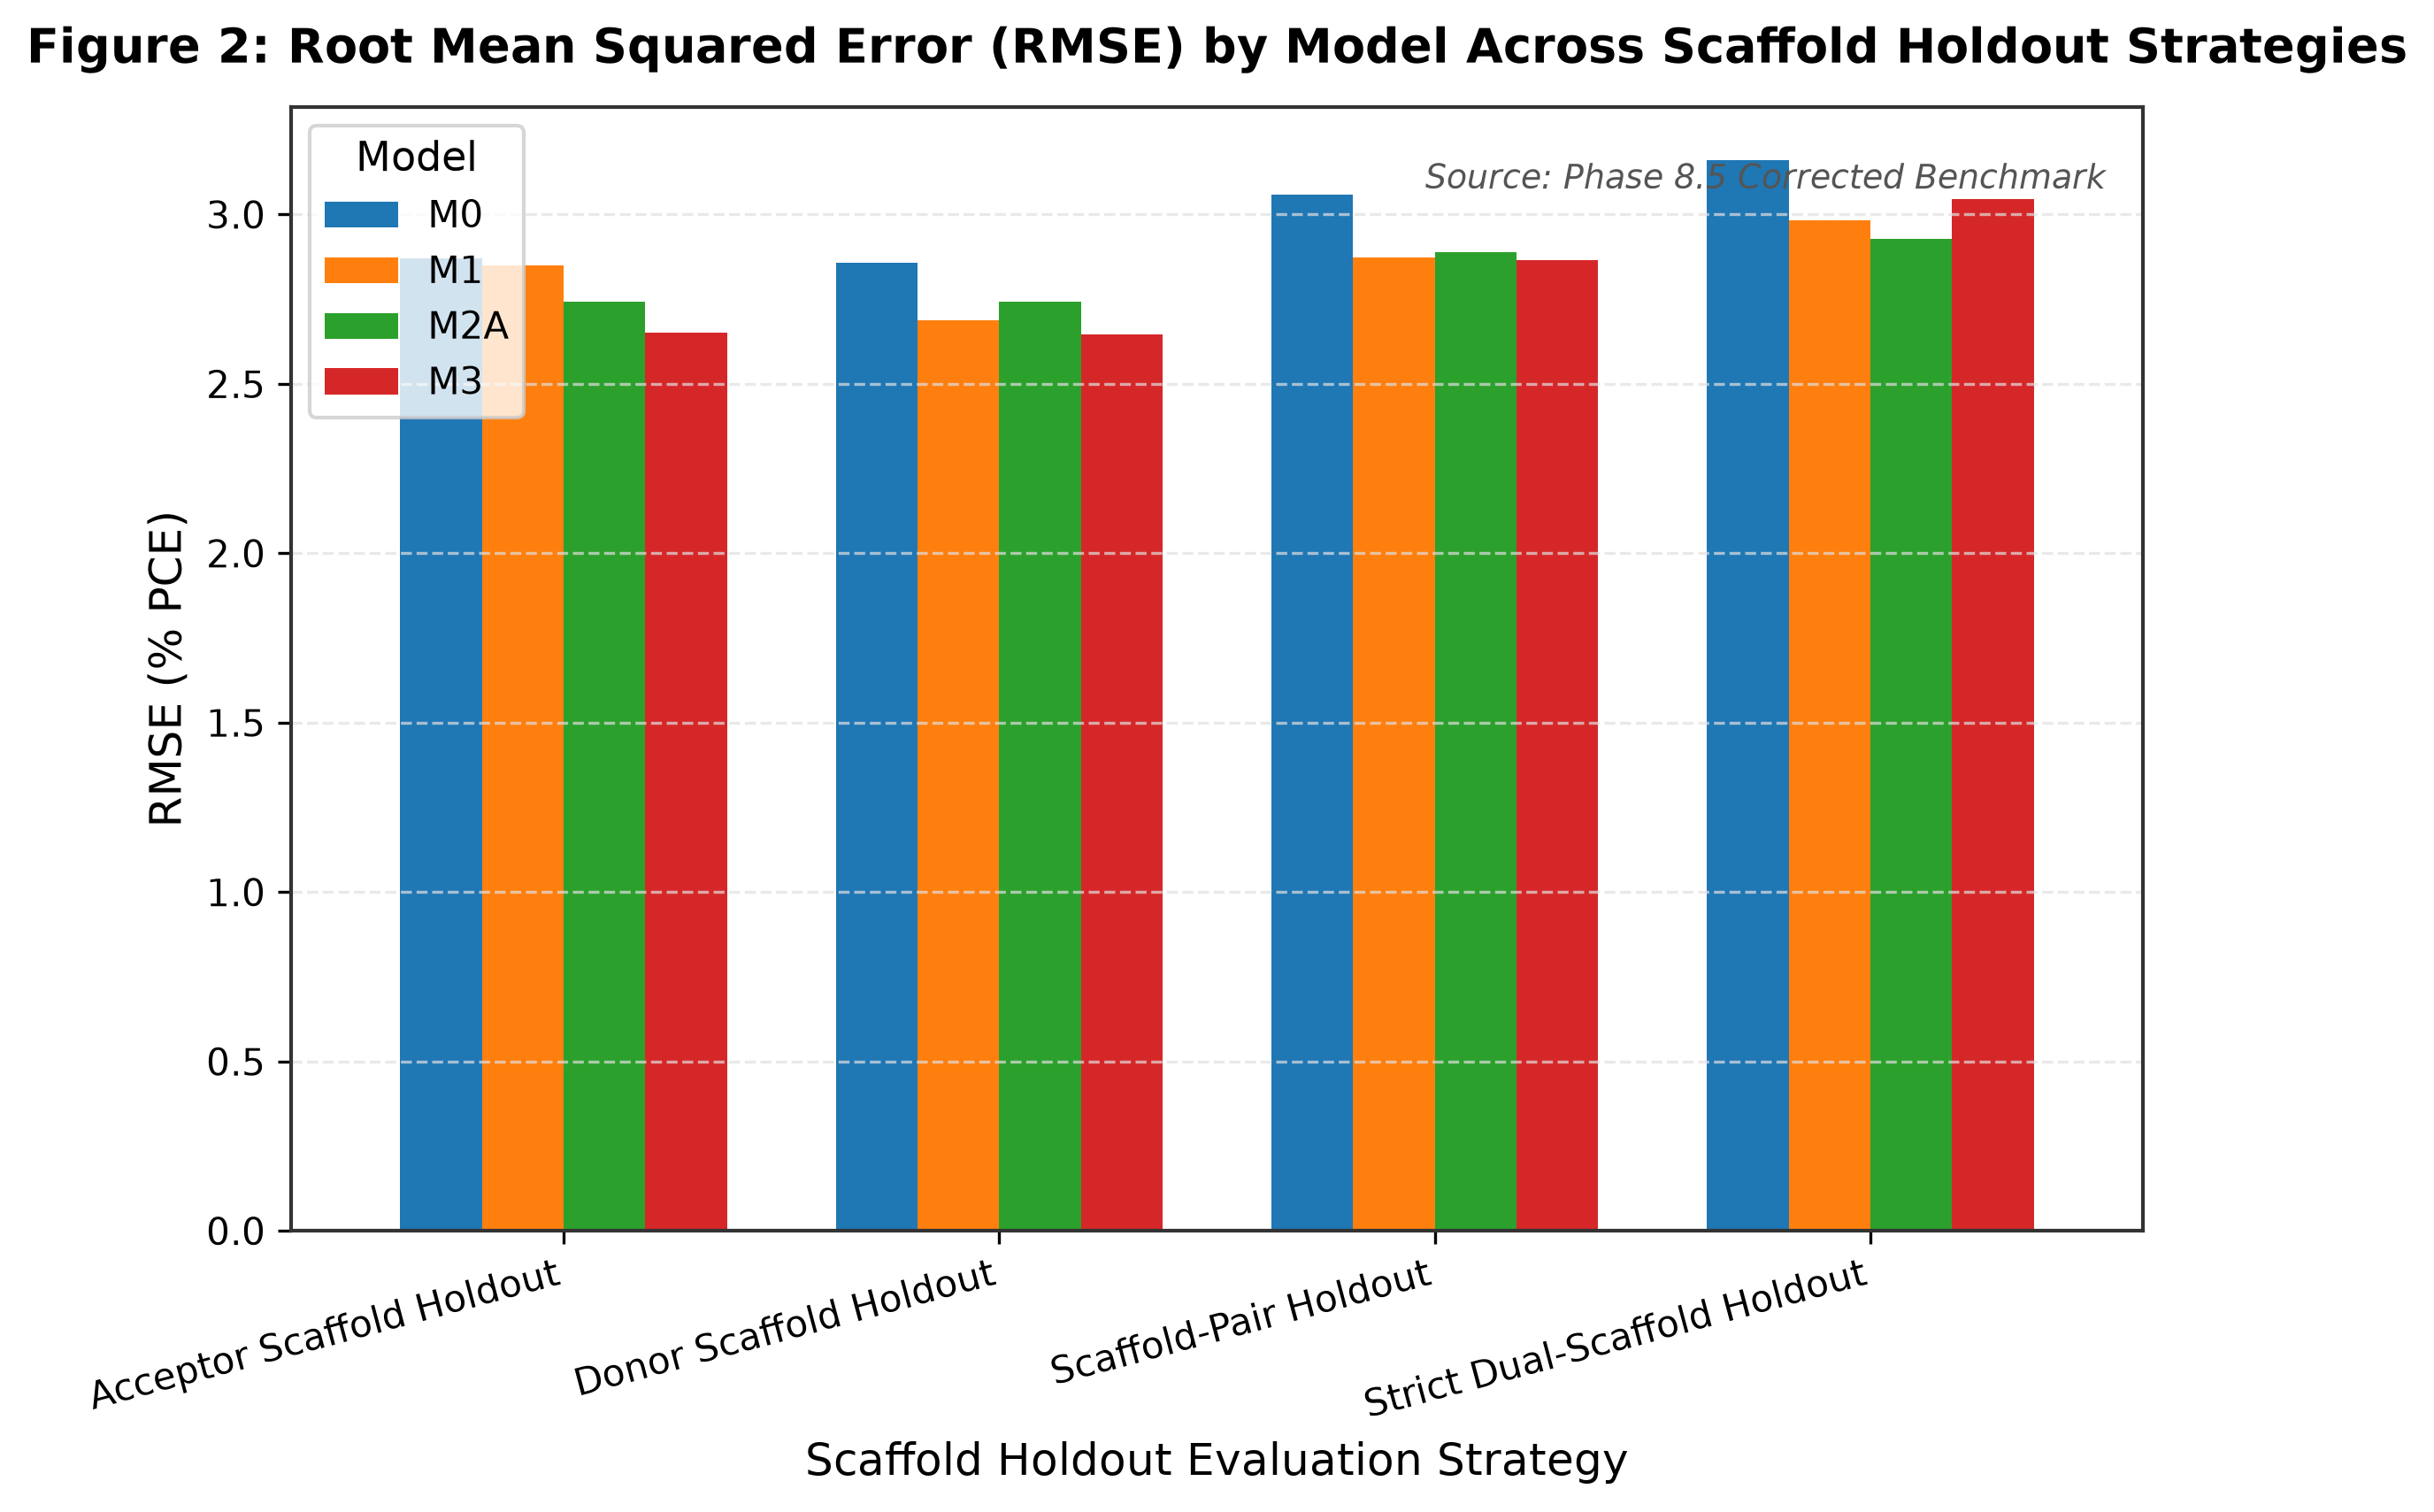 Figure 2: Root Mean Squared Error (RMSE) by Model Across Scaffold Holdout Strategies
Model
M0
M1
M2A
M3
Source: Phase 8.5 Corrected Benchmark
RMSE (% PCE)
3.0
2.5
2.0
1.5
1.0
0.5
0.0
Acceptor Scaffold Holdout
Donor Scaffold Holdout
Scaffold-Pair Holdout
Strict Dual-Scaffold Holdout
Scaffold Holdout Evaluation Strategy